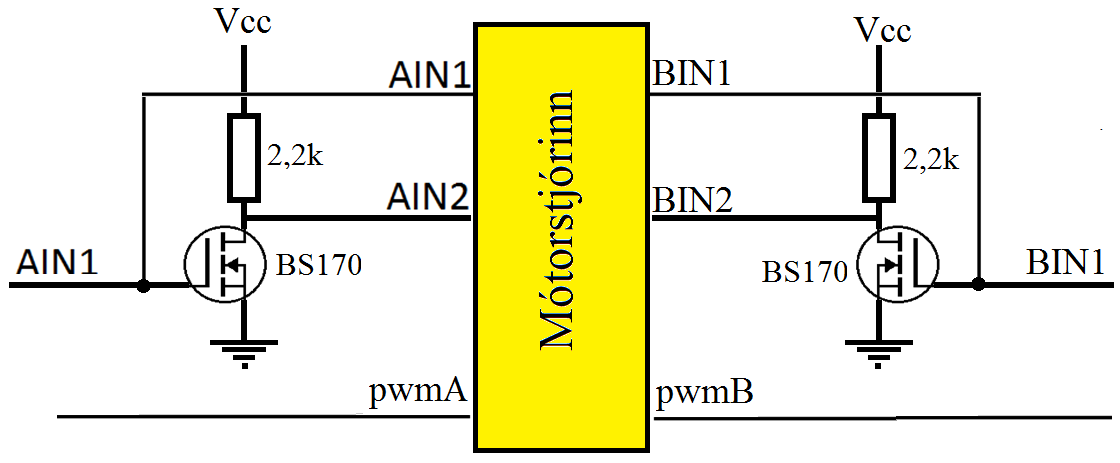 Vcc
Vcc
AIN1
BIN1
2,2k
2,2k
AIN2
BIN2
Mótorstjórinn
AIN1
BS170
BS170
BIN1
pwmA
pwmB